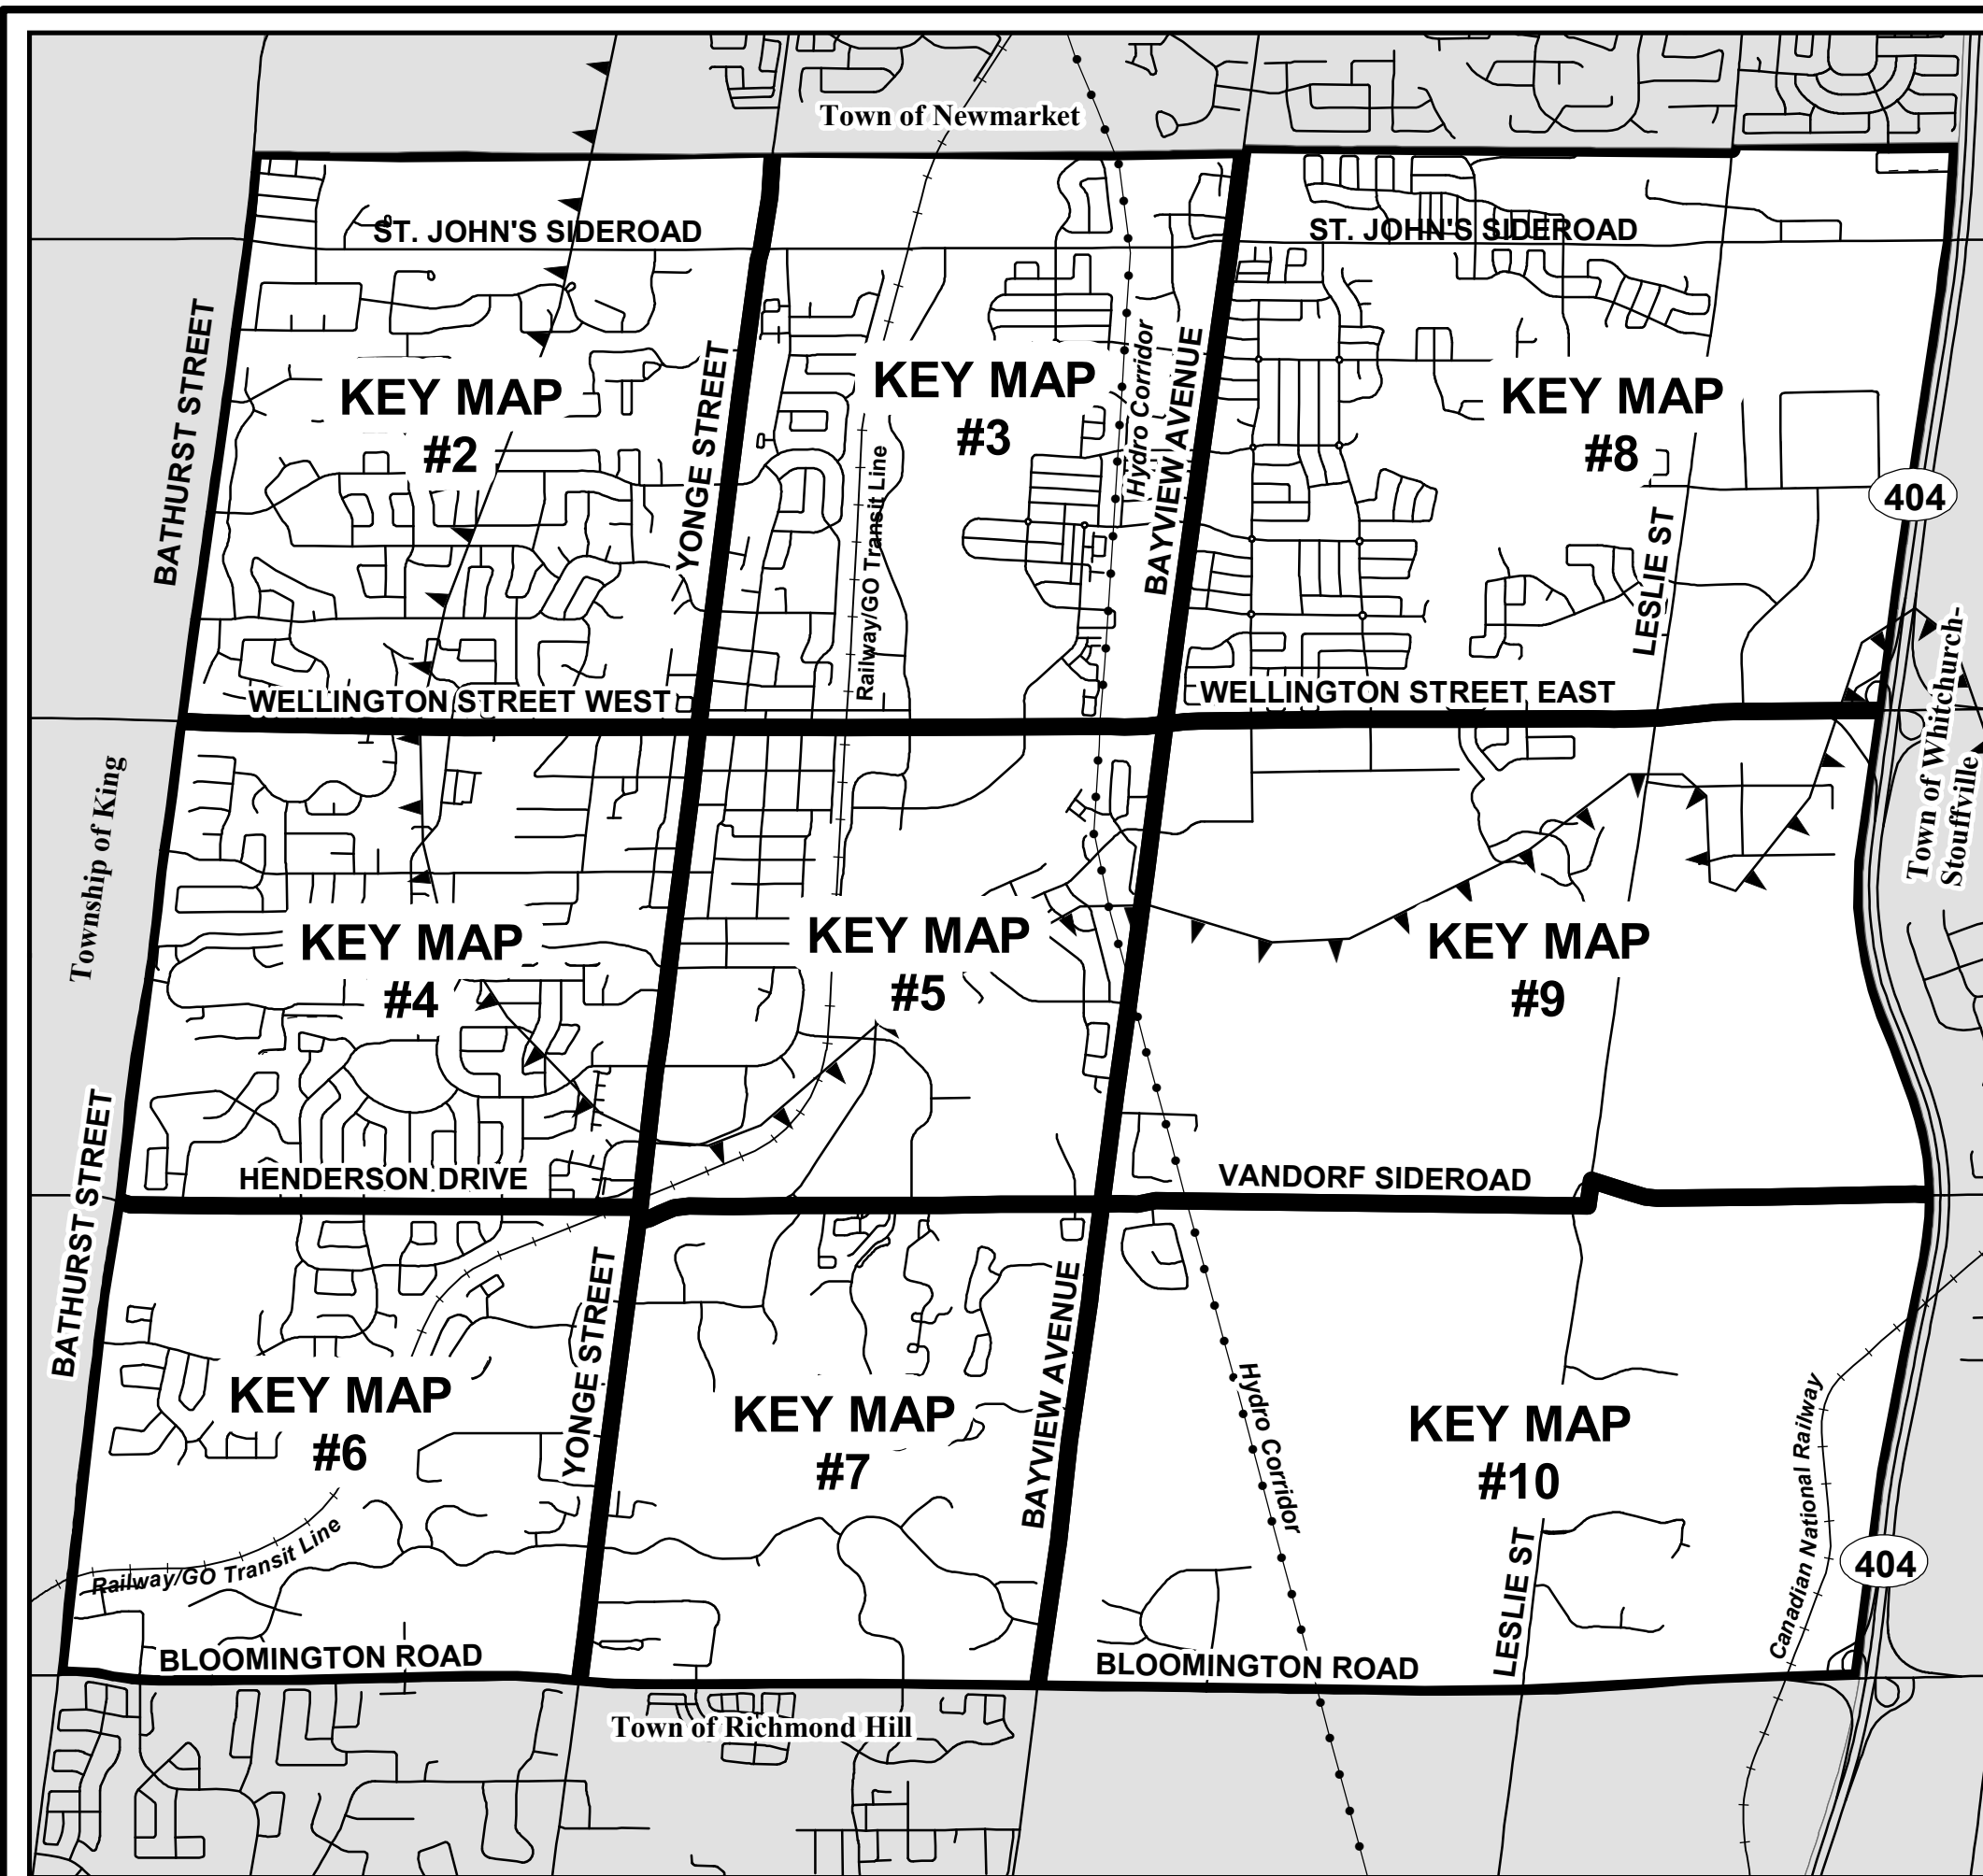 Town of Newmarket
ST. JOHN'S SIDEROAD
ST. JOHN'S SIDEROAD
BATHURST STREET
KEY MAP
#2
YONGE STREET
KEY MAP
#3
Hydro Corridor
BAYVIEW AVENUE
KEY MAP
#8
404
Railway/GO Transit Line
LESLIE ST
WELLINGTON STREET WEST
WELLINGTON STREET EAST
Town of Whitchurch-
Stouffville
Township of King
KEY MAP
#4
KEY MAP
#5
KEY MAP
#9
BATHURST STREET
HENDERSON DRIVE
VANDORF SIDEROAD
YONGE STREET
BAYVIEW AVENUE
KEY MAP
#6
KEY MAP
#7
Hydro Corridor
KEY MAP
#10
Canadian National Railway
Railway/GO Transit Line
LESLIE ST
404
BLOOMINGTON ROAD
BLOOMINGTON ROAD
Town of Richmond Hill